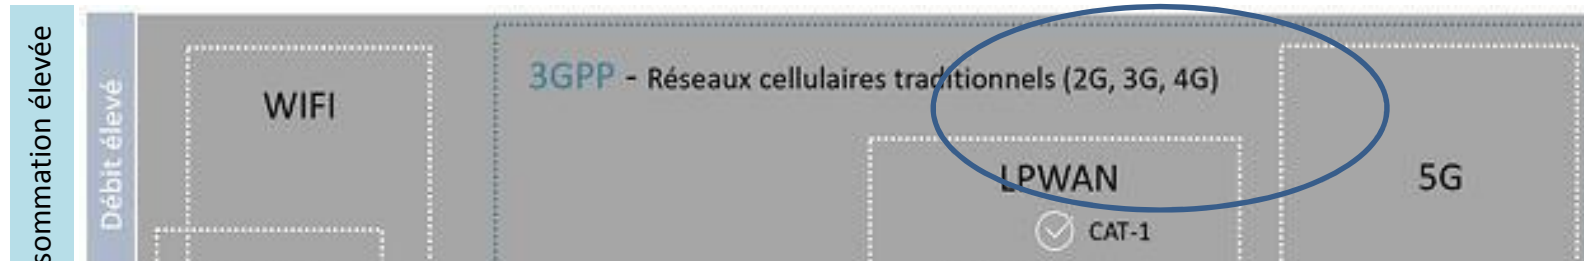 sommation élevée
Débit élevé
WIFI
3GPP - Réseaux cellulaires traditionnels (2G, 3G, 4G)
LPWAN
CAT-1
5G